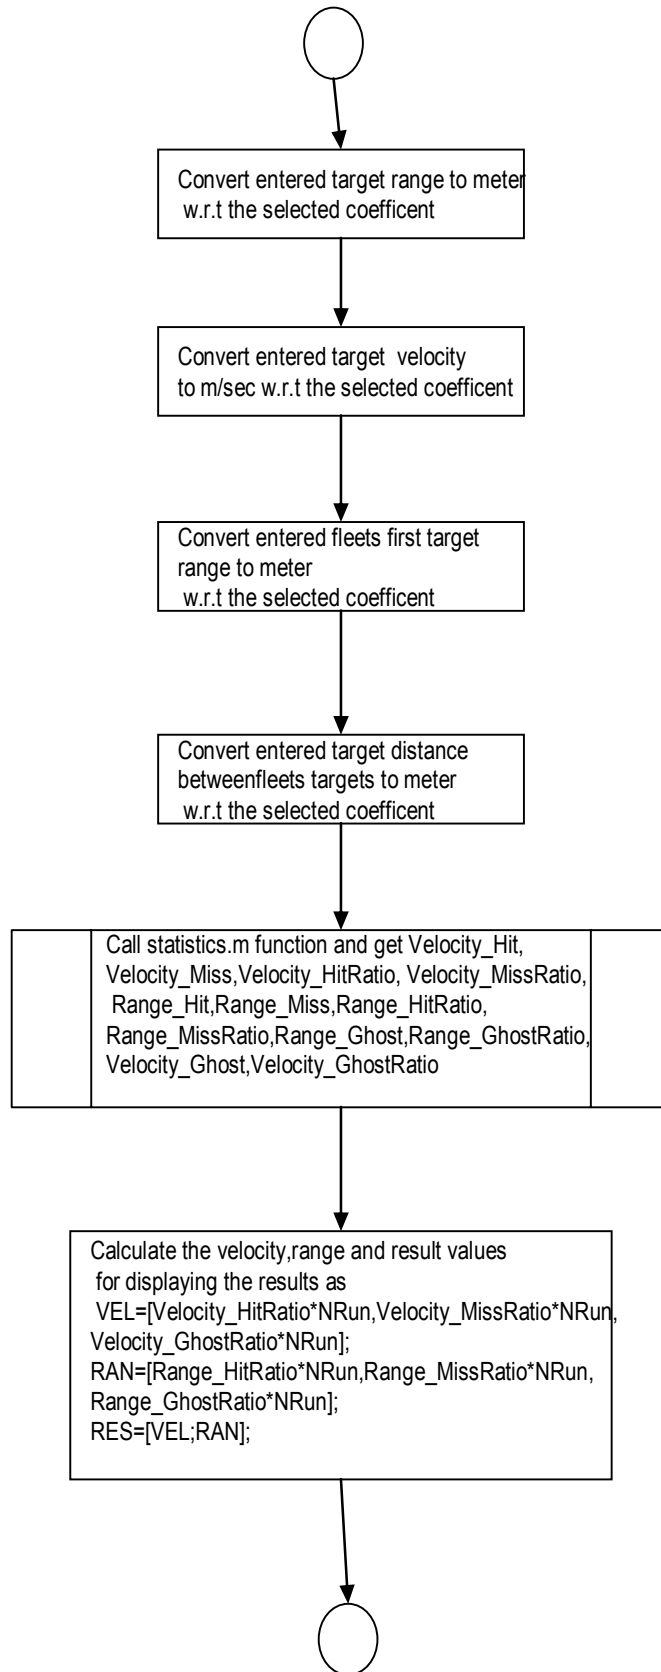 Convert entered target range to meter
w.r.t the selected coefficent
Convert entered target velocity
to m/sec w.r.t the selected coefficent
Convert entered fleets first target
range to meter
w.r.t the selected coefficent
Convert entered target distance
betweenfleets targets to meter
w.r.t the selected coefficent
Call statistics.m function and get Velocity_Hit,
Velocity_Miss,Velocity_HitRatio, Velocity_MissRatio,
Range_Hit,Range_Miss,Range_HitRatio,
Range_MissRatio,Range_Ghost,Range_GhostRatio,
Velocity_Ghost,Velocity_GhostRatio
Calculate the velocity,range and result values
for displaying the results as
VEL=[Velocity_HitRatio*NRun,Velocity_MissRatio*NRun,
Velocity_GhostRatio*NRun];
RAN=[Range_HitRatio*NRun,Range_MissRatio*NRun,
Range_GhostRatio*NRun];
RES=[VEL;RAN];